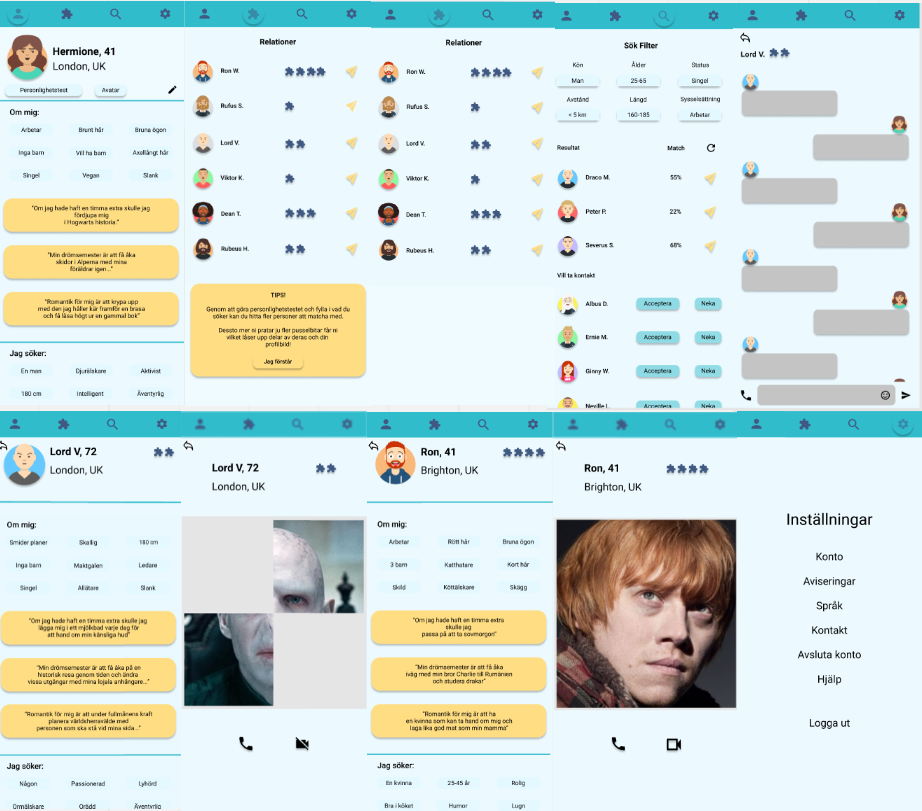 Hermione, 41
London, UK
Personlighetstest
Avatar
Om mig:
Arbetar
Brunt hår
Bruna ögon
Inga barn
Vill ha barn
Axellångt hår
Singel
Vegan
Slank
"Om jag hade haft en timma extra skulle jag
fördjupa mig
i Hogwarts historia."
"Min drömsemester är att få åka
skidor i Alperna med mina
föräldrar igen..."
"Romantik för mig är att krypa upp
med den jag håller kär framför en brasa
och få läsa högt ur en gammal bok"
Jag söker:
En man
Djurälskare
Aktivist
180 cm
Intelligent
Äventyrlig
Relationer
Ron W.
Rufus S.
Lord V.
Viktor K.
Dean T.
Rubeus H.
TIPS!
Genom att göra personlighetstestet och fylla i vad du
söker kan du hitta fler personer att matcha med.
Dessto mer ni pratar ju fler pusselbitar får ni
vilket låser upp delar av deras och din
profilbild!
Jag förstår
Relationer
Ron W.
Rufus S.
Lord V.
Viktor K.
Dean T.
Rubeus H.
Sök Filter
Kön
Ålder
Status
Man
25-65
Singel
Avstånd
Längd
Sysselsättning
< 5 km
160-185
Arbetar
Resultat
Match
Draco M.
55%
Peter P.
22%
Severus S.
68%
Vill ta kontakt
Albus D.
Acceptera
Neka
Ernie M.
Acceptera
Neka
Ginny W.
Acceptera
Neka
Neville L.
Acceptera
Neka
Lord V.
Lord V, 72
London, UK
Om mig:
Smider planer
Skallig
180 cm
Inga barn
Maktgalen
Ledare
Singel
Allätare
Slank
"Om jag hade haft en timma extra skulle jag
lägga mig i ett mjölkbad varje dag för
att hand om min känsliga hud"
"Min drömsemester är att få åka på en
historisk resa genom tiden och ändra
vissa utgångar med mina lojala anhängare..."
"Romantik för mig är att under fullmånens kraft
planera världshensvälde med
personen som ska stå vid mina sida..."
Jag söker:
Någon
Passionerad
Lyhörd
Ormälskare
Orädd
Äventyrlig
Lord V, 72
London, UK
Ron, 41
Brighton, UK
Om mig:
Arbetar
Rött hår
Bruna ögon
3 barn
Katthatare
Kort hår
Skild
Köttälskare
Skägg
"Om jag hade haft en timma extra
skulle jag
passa på att ta sovmorgon"
"Min drömsemester är att få åka
iväg med min bror Charlie till Rumänien
och studera drakar"
"Romantik för mig är att ha
en kvinna som kan ta hand om mig och
laga lika god mat som min mamma"
Jag söker:
En kvinna
25-45 år
Rolig
Bra i köket
Humor
Lugn
Ron, 41
Brighton, UK
Inställningar
Konto
Aviseringar
Språk
Kontakt
Avsluta konto
Hjälp
Logga ut